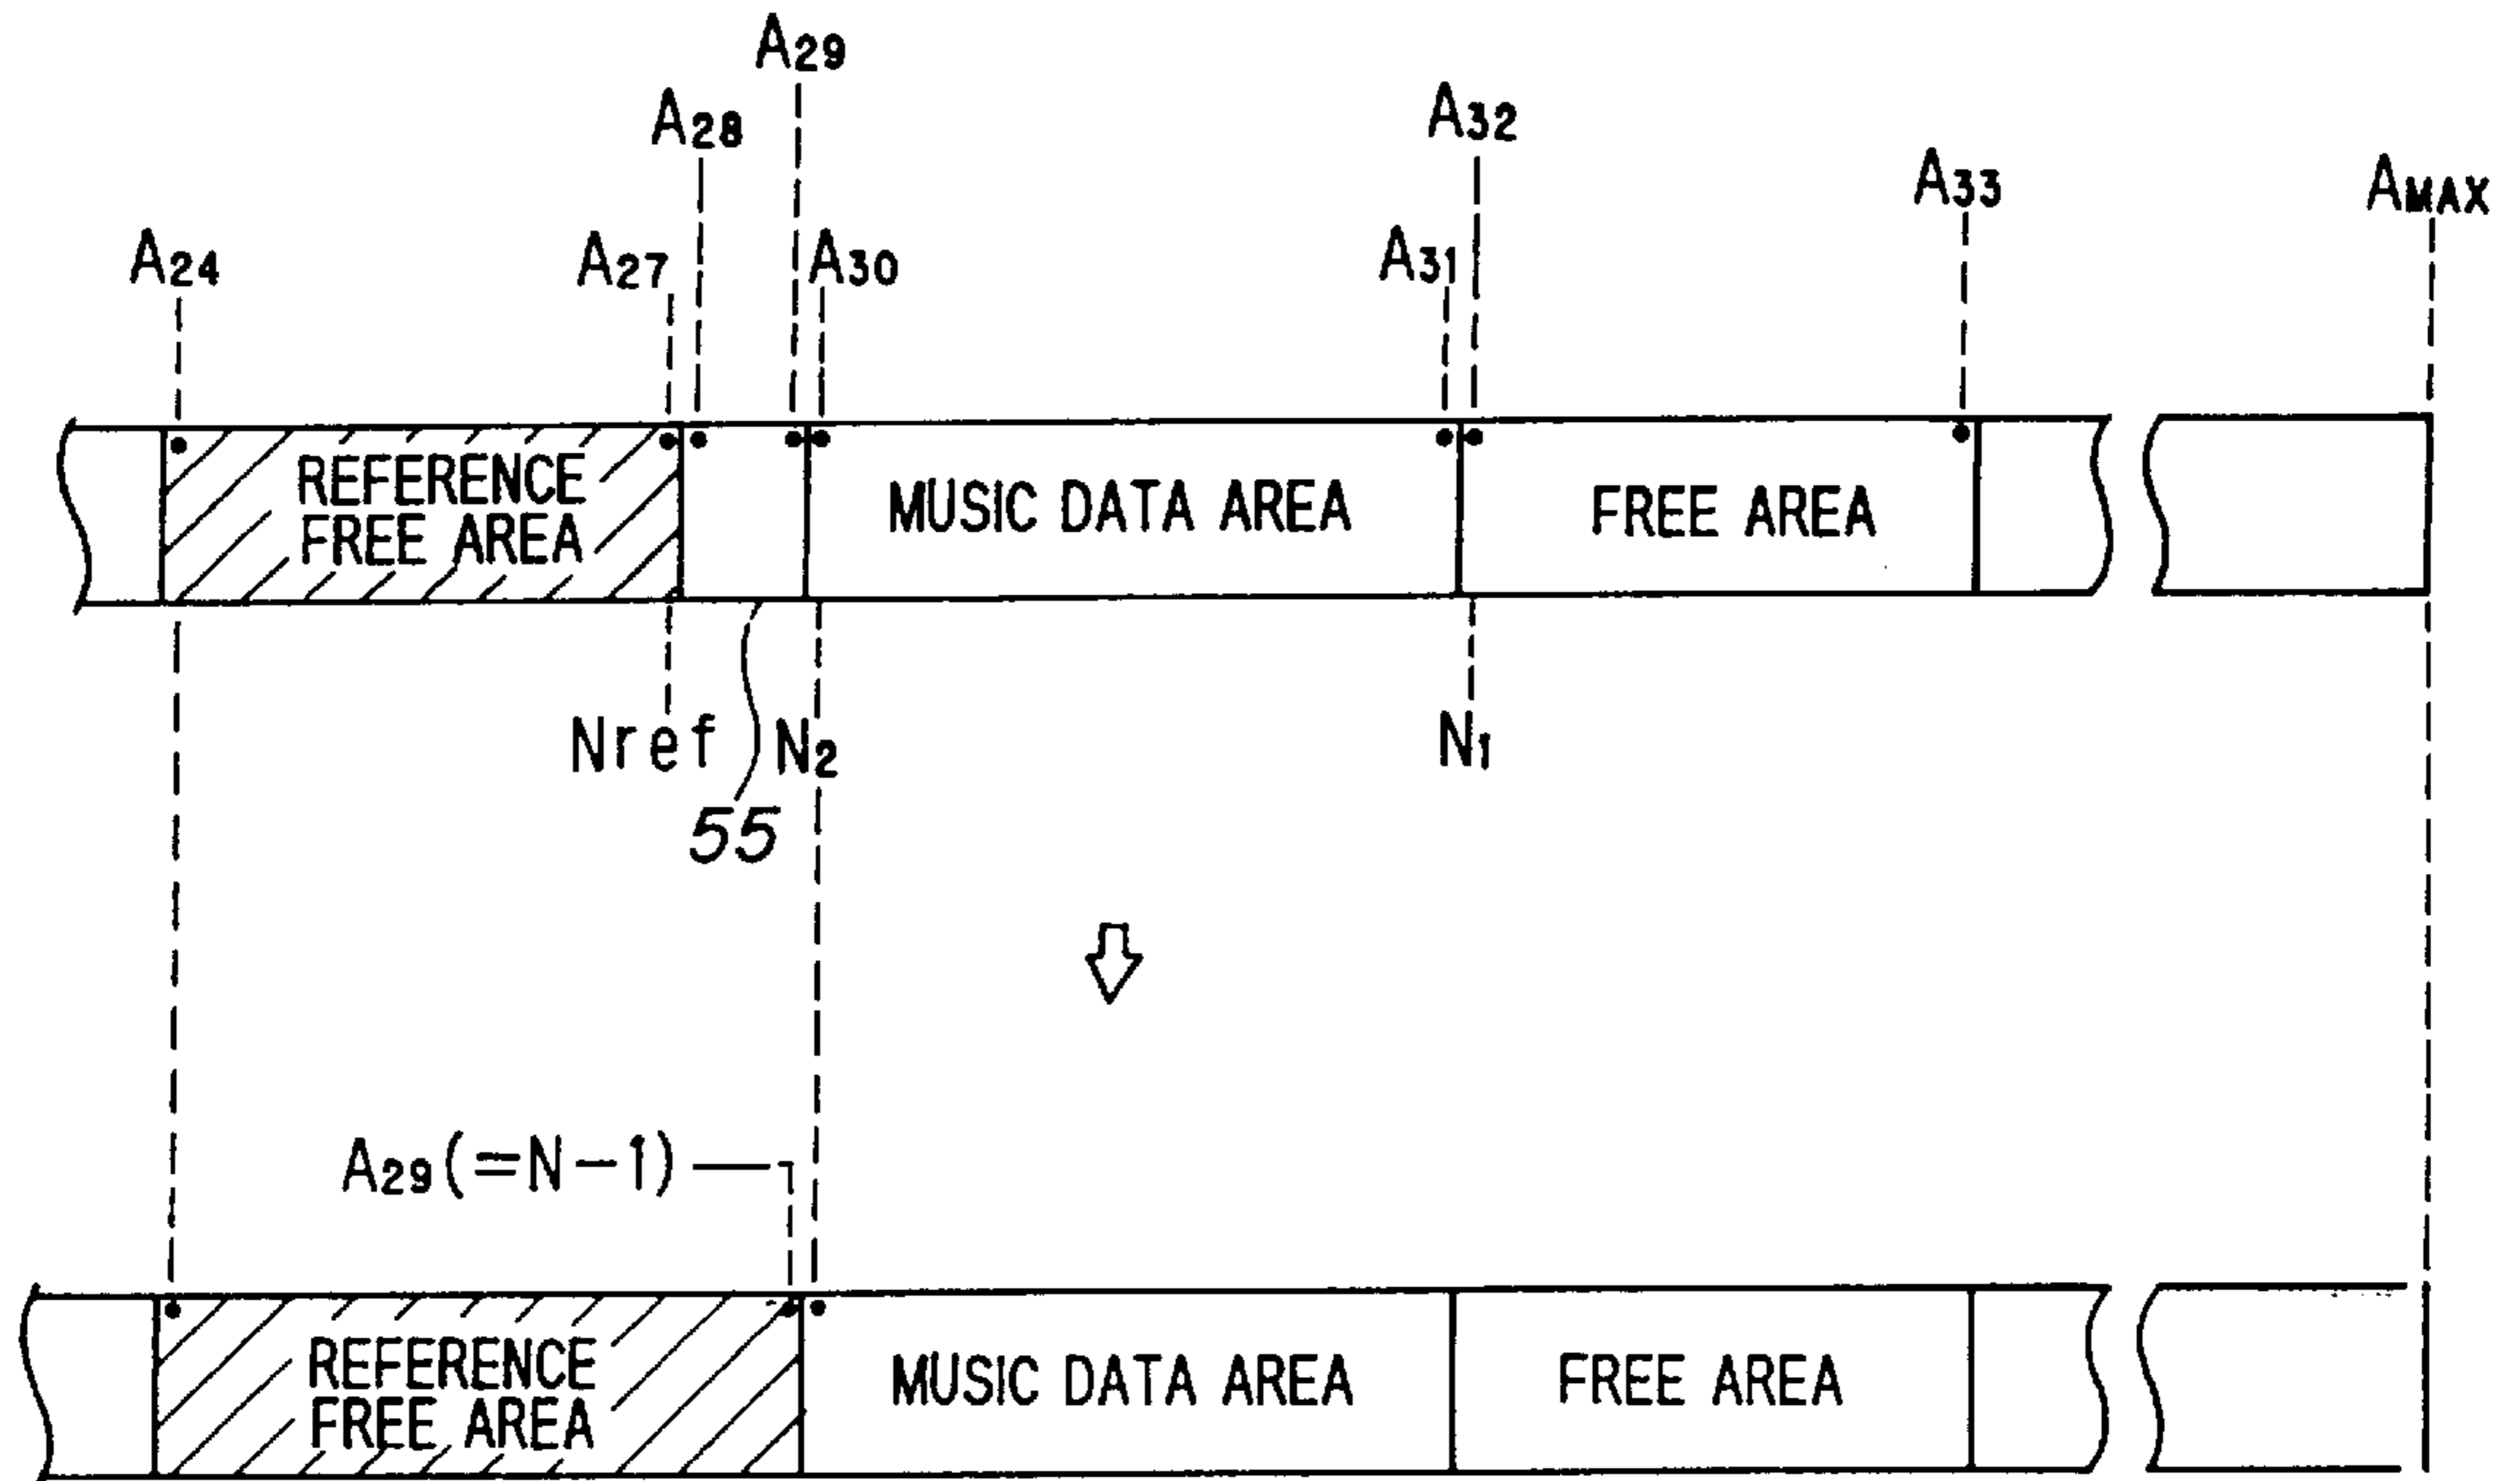 A29
A28
A32
A33
AMAX
A24
A27
A30
A31
REFERENCE
FREE AREA
MUSIC DATA AREA
FREE AREA
Nref
N2
N1
55
A29(=N-1)
REFERENCE
FREE AREA
MUSIC DATA AREA
FREE AREA